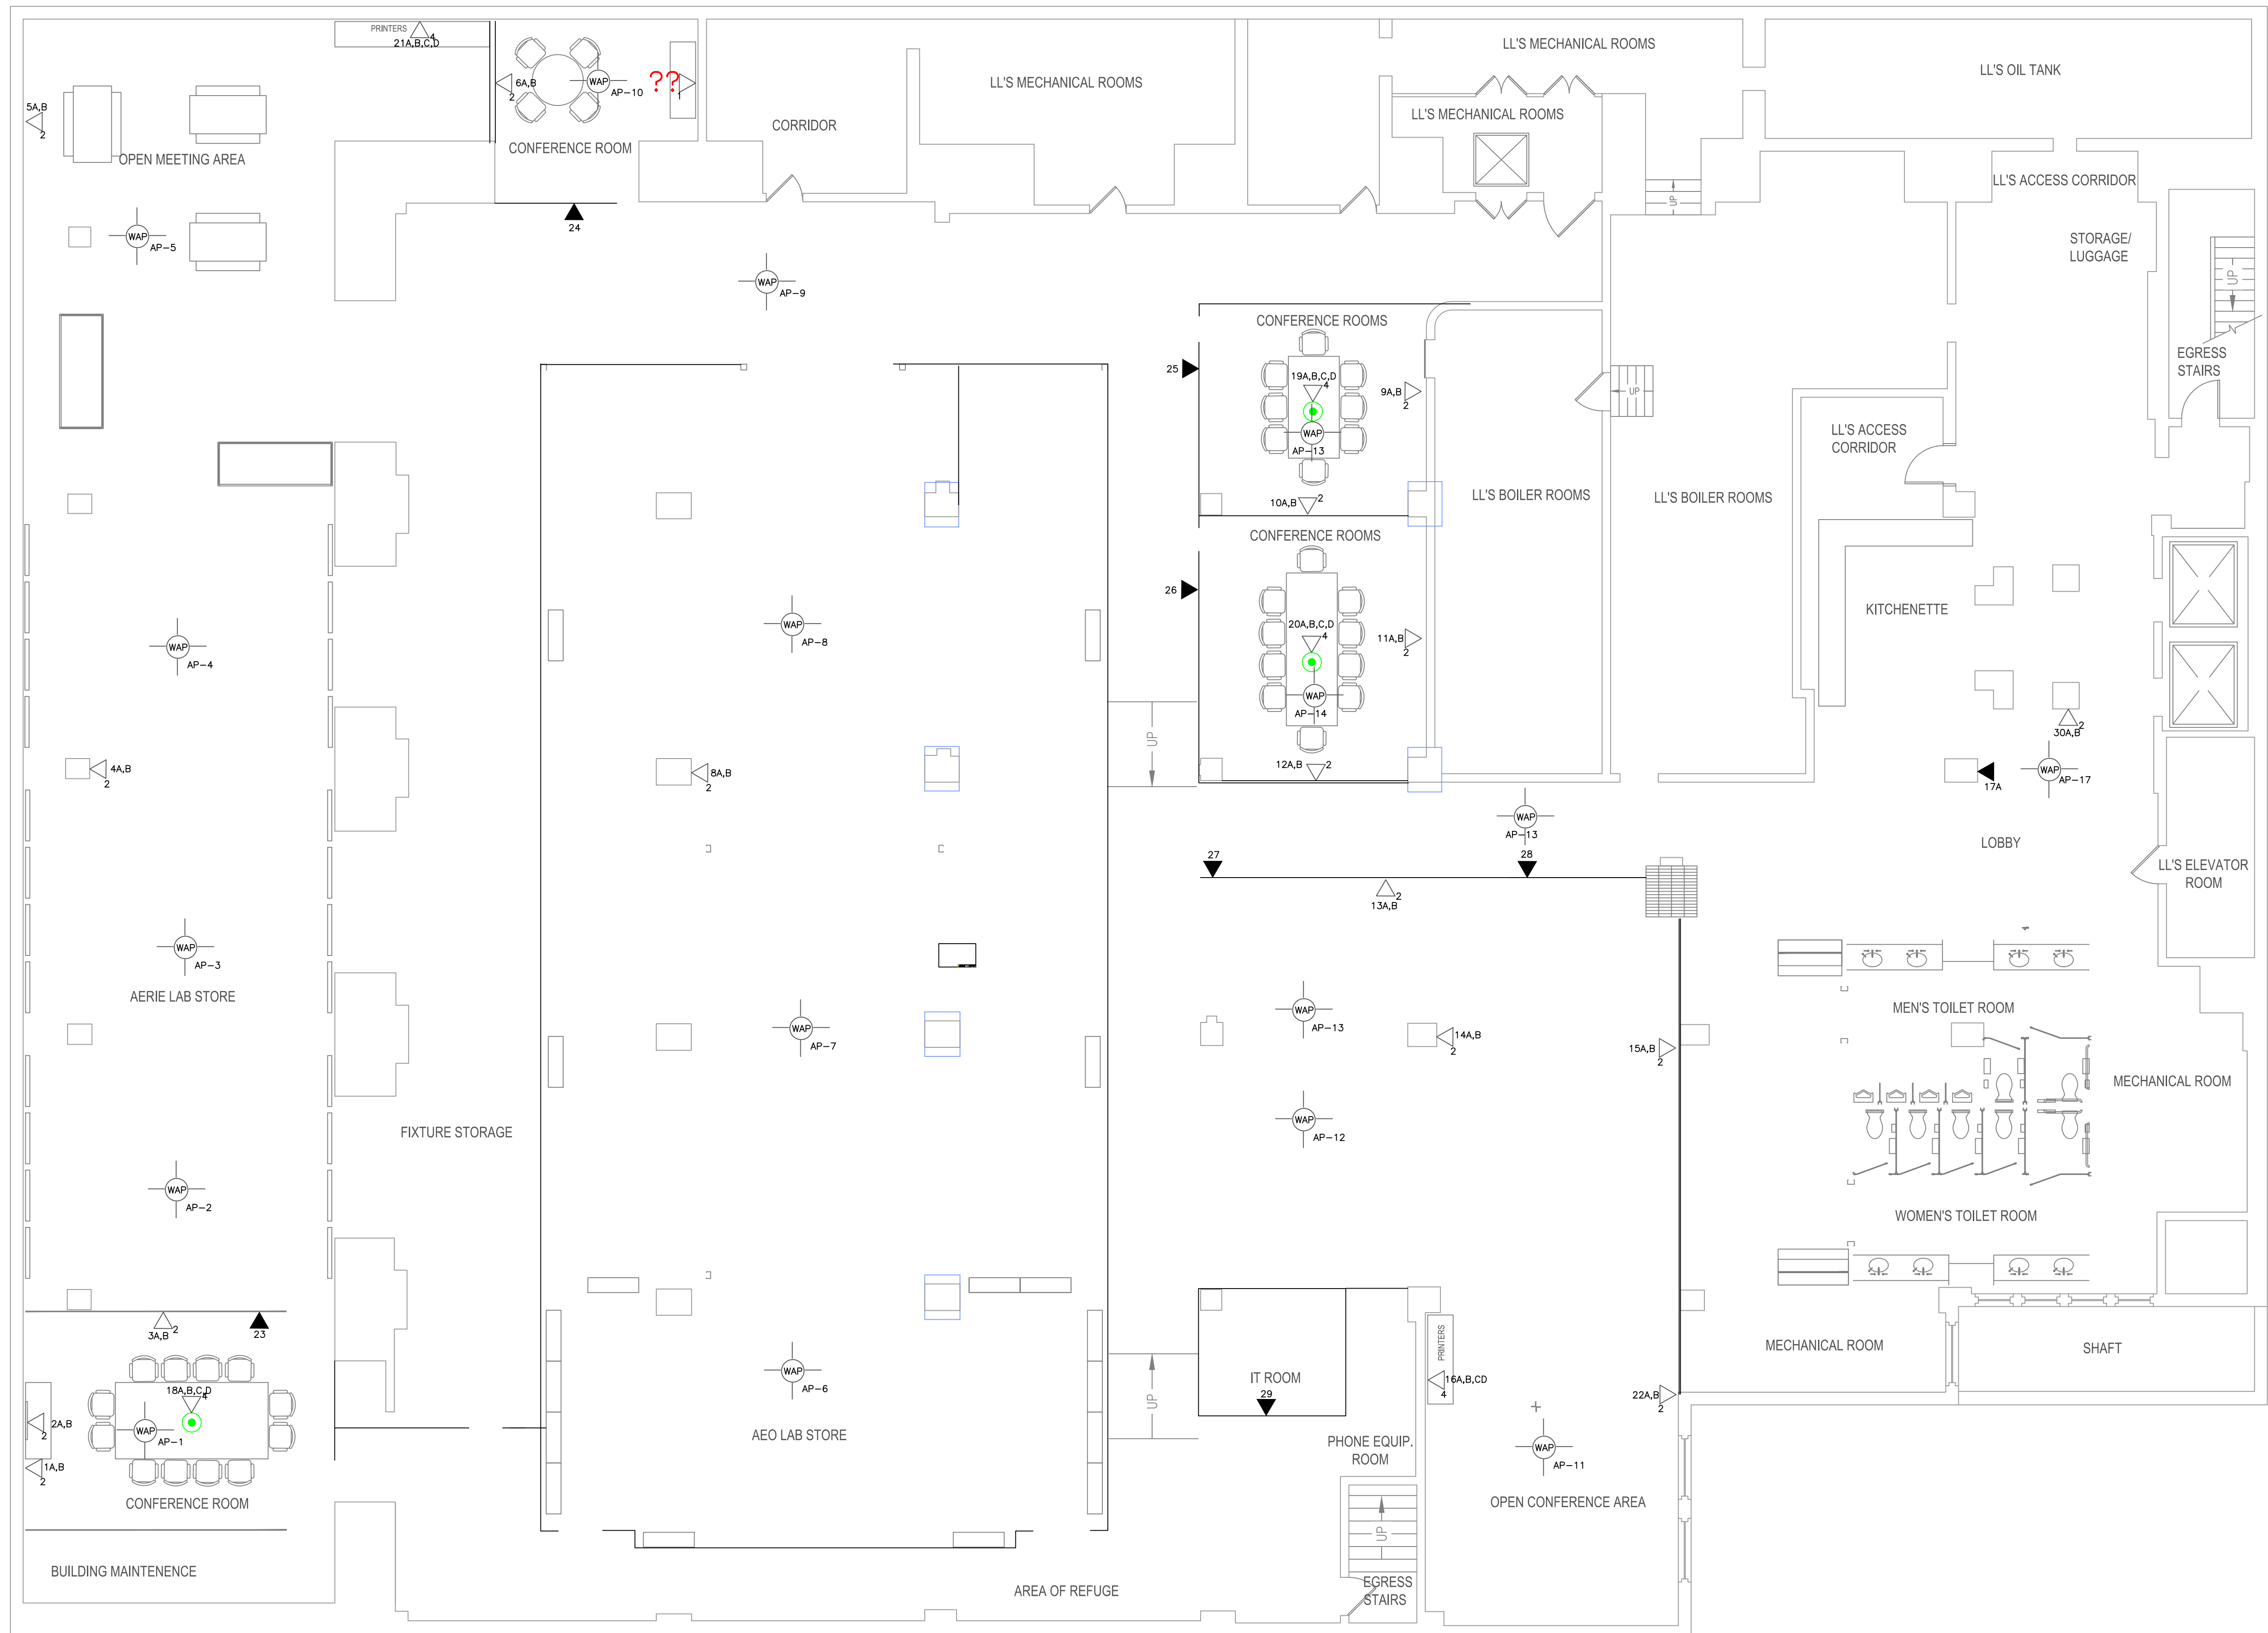 PRINTERS
4
21A,B,C,D
6A,B
2
WAP
AP-10
??
1
CONFERENCE ROOM
5A,B
2
OPEN MEETING AREA
WAP
AP-5
24
CORRIDOR
LL'S MECHANICAL ROOMS
LL'S MECHANICAL ROOMS
LL'S MECHANICAL ROOMS
LL'S OIL TANK
UP
LL'S ACCESS CORRIDOR
STORAGE/
LUGGAGE
UP
EGRESS
STAIRS
WAP
AP-9
CONFERENCE ROOMS
25
19A,B,C,D
4
WAP
AP-13
9A,B
2
10A,B
2
UP
LL'S BOILER ROOMS
LL'S BOILER ROOMS
LL'S ACCESS
CORRIDOR
CONFERENCE ROOMS
26
20A,B,C,D
4
WAP
AP-14
11A,B
2
12A,B
2
KITCHENETTE
30A,B
2
WAP
AP-17
17A
LOBBY
LL'S ELEVATOR
ROOM
WAP
AP-4
WAP
AP-8
4A,B
2
8A,B
2
UP
WAP
AP-13
27
28
13A,B
2
WAP
AP-3
AERIE LAB STORE
WAP
AP-7
WAP
AP-13
14A,B
2
15A,B
2
MEN'S TOILET ROOM
MECHANICAL ROOM
FIXTURE STORAGE
WAP
AP-12
WAP
AP-2
WOMEN'S TOILET ROOM
3A,B
2
23
18A,B,C,D
4
2A,B
2
WAP
AP-1
1A,B
2
CONFERENCE ROOM
WAP
AP-6
AEO LAB STORE
UP
IT ROOM
29
PRINTERS
16A,B,CD
4
22A,B
2
MECHANICAL ROOM
SHAFT
PHONE EQUIP.
ROOM
WAP
AP-11
OPEN CONFERENCE AREA
UP
EGRESS
STAIRS
BUILDING MAINTENENCE
AREA OF REFUGE